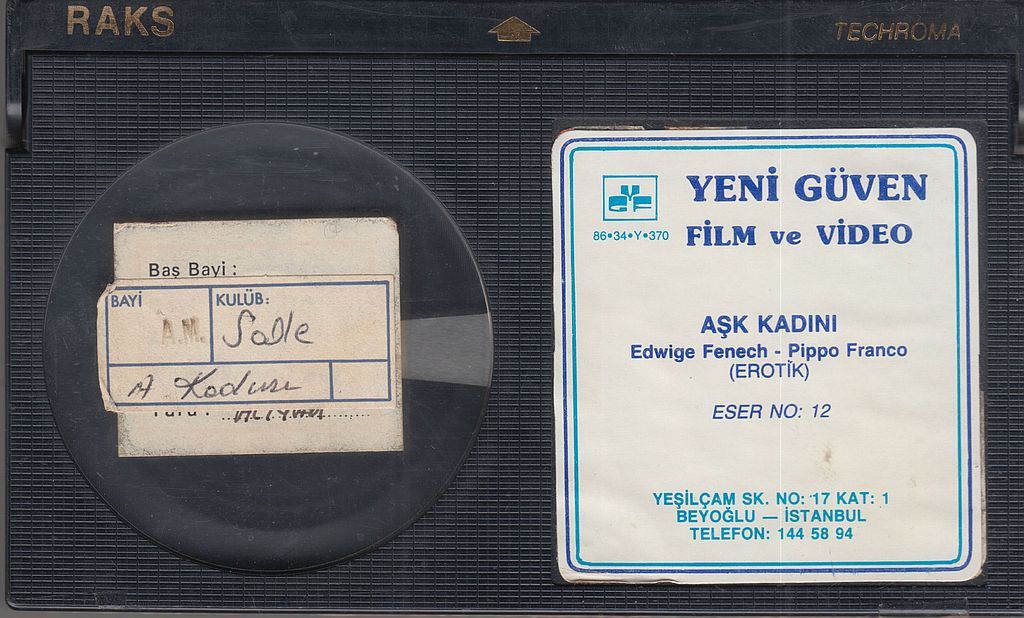 RAKS
TECHROMA
Baş Bayi :
BAYİ
KULÜB:
A.M.
Salle
A Kadını
YENİ GÜVEN
FİLM ve VİDEO
86•34•Y•370
AŞK KADINI
Edwige Fenech - Pippo Franco
(EROTİK)
ESER NO: 12
YEŞİLÇAM SK. NO: 17 KAT: 1
BEYOĞLU — İSTANBUL
TELEFON: 144 58 94